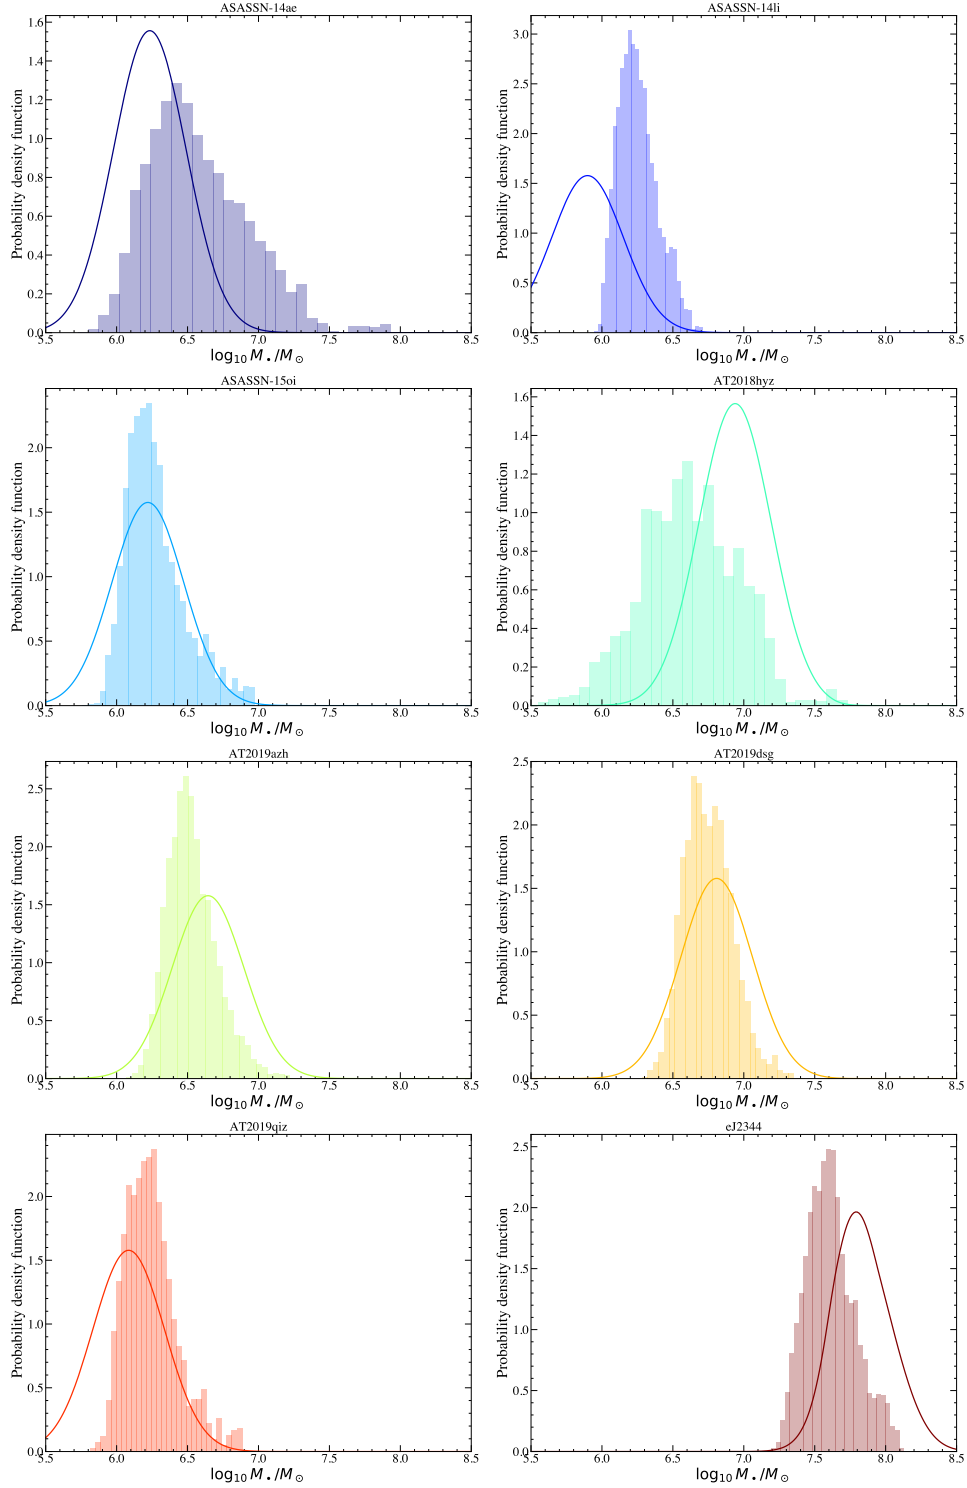 ASASSN-14ae
Probability density function
1.6
1.4
1.2
1.0
0.8
0.6
0.4
0.2
0.0
5.5 6.0 6.5 7.0 7.5 8.0 8.5
log10 M•/M⊙
ASASSN-14li
Probability density function
3.0
2.5
2.0
1.5
1.0
0.5
0.0
5.5 6.0 6.5 7.0 7.5 8.0 8.5
log10 M•/M⊙
ASASSN-15oi
Probability density function
2.0
1.5
1.0
0.5
0.0
5.5 6.0 6.5 7.0 7.5 8.0 8.5
log10 M•/M⊙
AT2018hyz
Probability density function
1.6
1.4
1.2
1.0
0.8
0.6
0.4
0.2
0.0
5.5 6.0 6.5 7.0 7.5 8.0 8.5
log10 M•/M⊙
AT2019azh
Probability density function
2.5
2.0
1.5
1.0
0.5
0.0
5.5 6.0 6.5 7.0 7.5 8.0 8.5
log10 M•/M⊙
AT2019dsg
Probability density function
2.5
2.0
1.5
1.0
0.5
0.0
5.5 6.0 6.5 7.0 7.5 8.0 8.5
log10 M•/M⊙
AT2019qiz
Probability density function
2.0
1.5
1.0
0.5
0.0
5.5 6.0 6.5 7.0 7.5 8.0 8.5
log10 M•/M⊙
eJ2344
Probability density function
2.5
2.0
1.5
1.0
0.5
0.0
5.5 6.0 6.5 7.0 7.5 8.0 8.5
log10 M•/M⊙